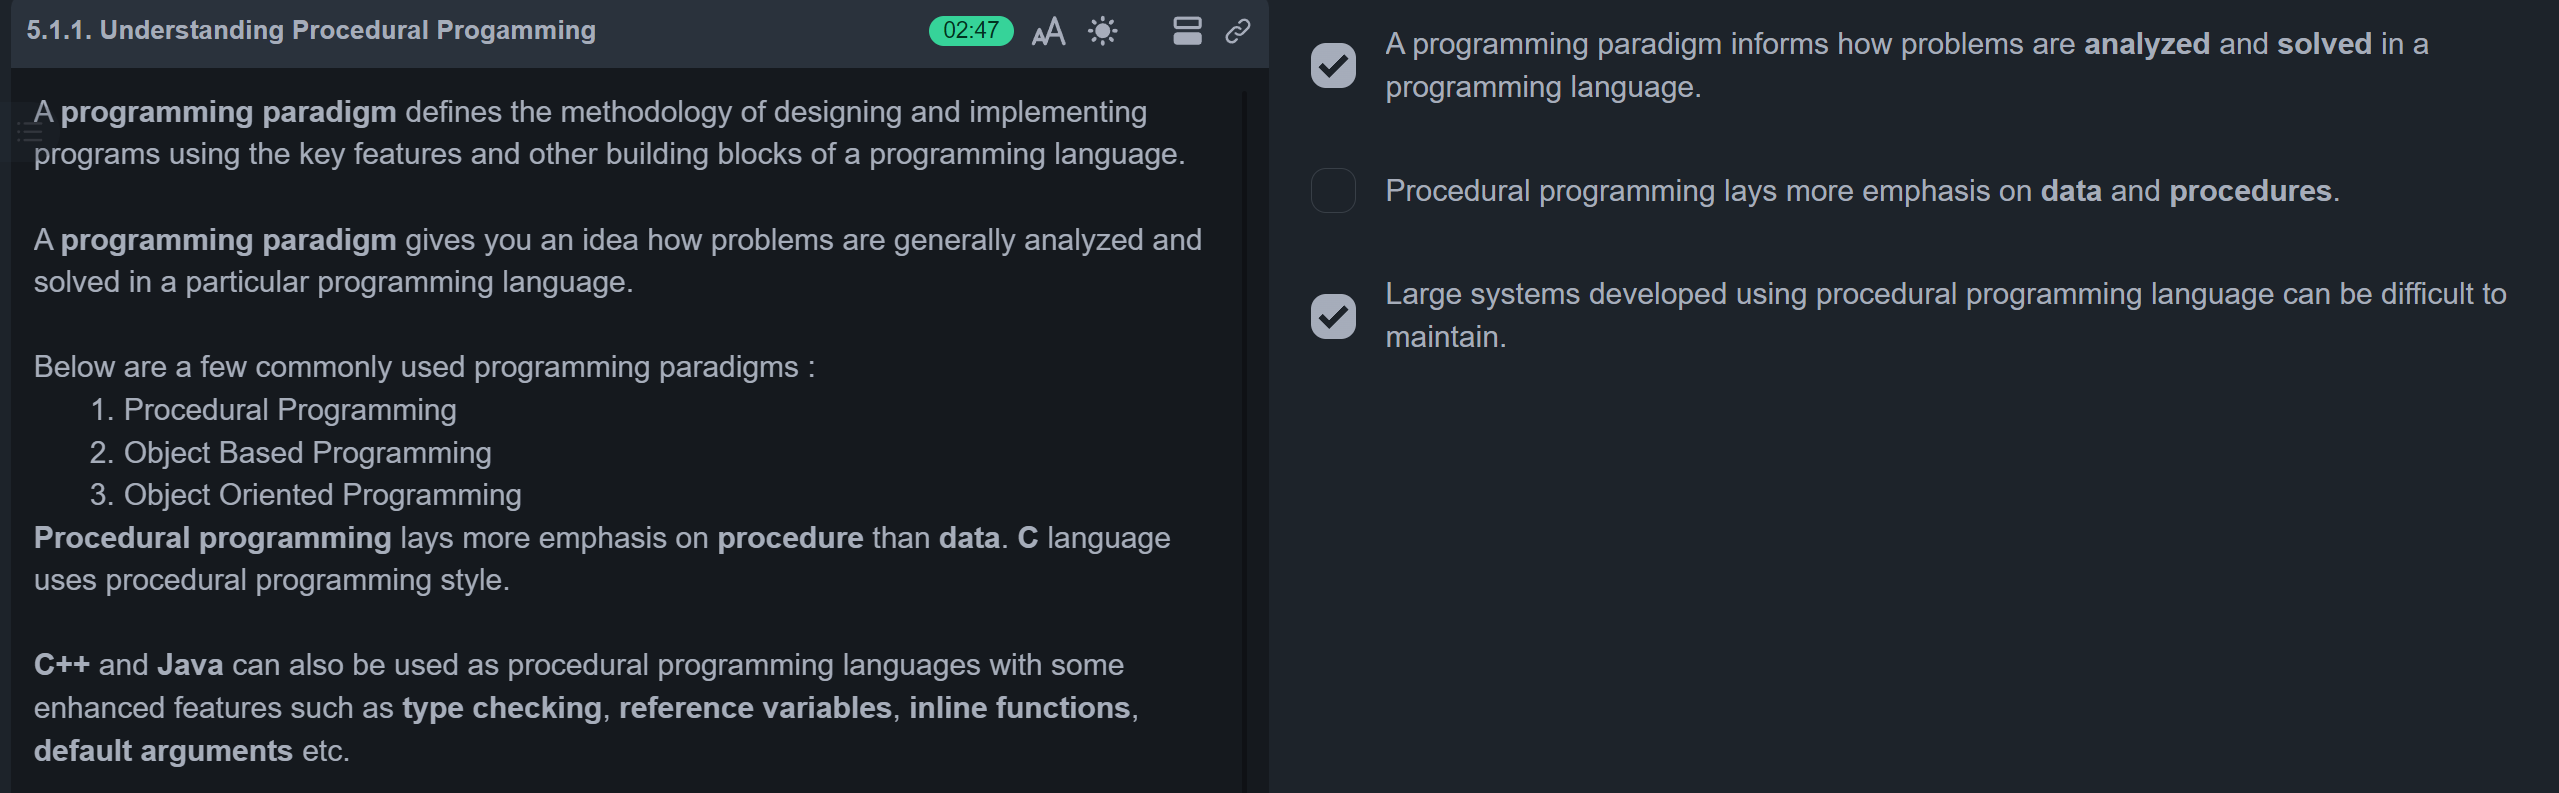 5.1.1. Understanding Procedural Progamming
02:47
A programming paradigm defines the methodology of designing and implementing
programs using the key features and other building blocks of a programming language.
A programming paradigm gives you an idea how problems are generally analyzed and
solved in a particular programming language.
Below are a few commonly used programming paradigms :
1. Procedural Programming
2. Object Based Programming
3. Object Oriented Programming
Procedural programming lays more emphasis on procedure than data. C language
uses procedural programming style.
C++ and Java can also be used as procedural programming languages with some
enhanced features such as type checking, reference variables, inline functions,
default arguments etc.
A programming paradigm informs how problems are analyzed and solved in a
programming language.
Procedural programming lays more emphasis on data and procedures.
Large systems developed using procedural programming language can be difficult to
maintain.